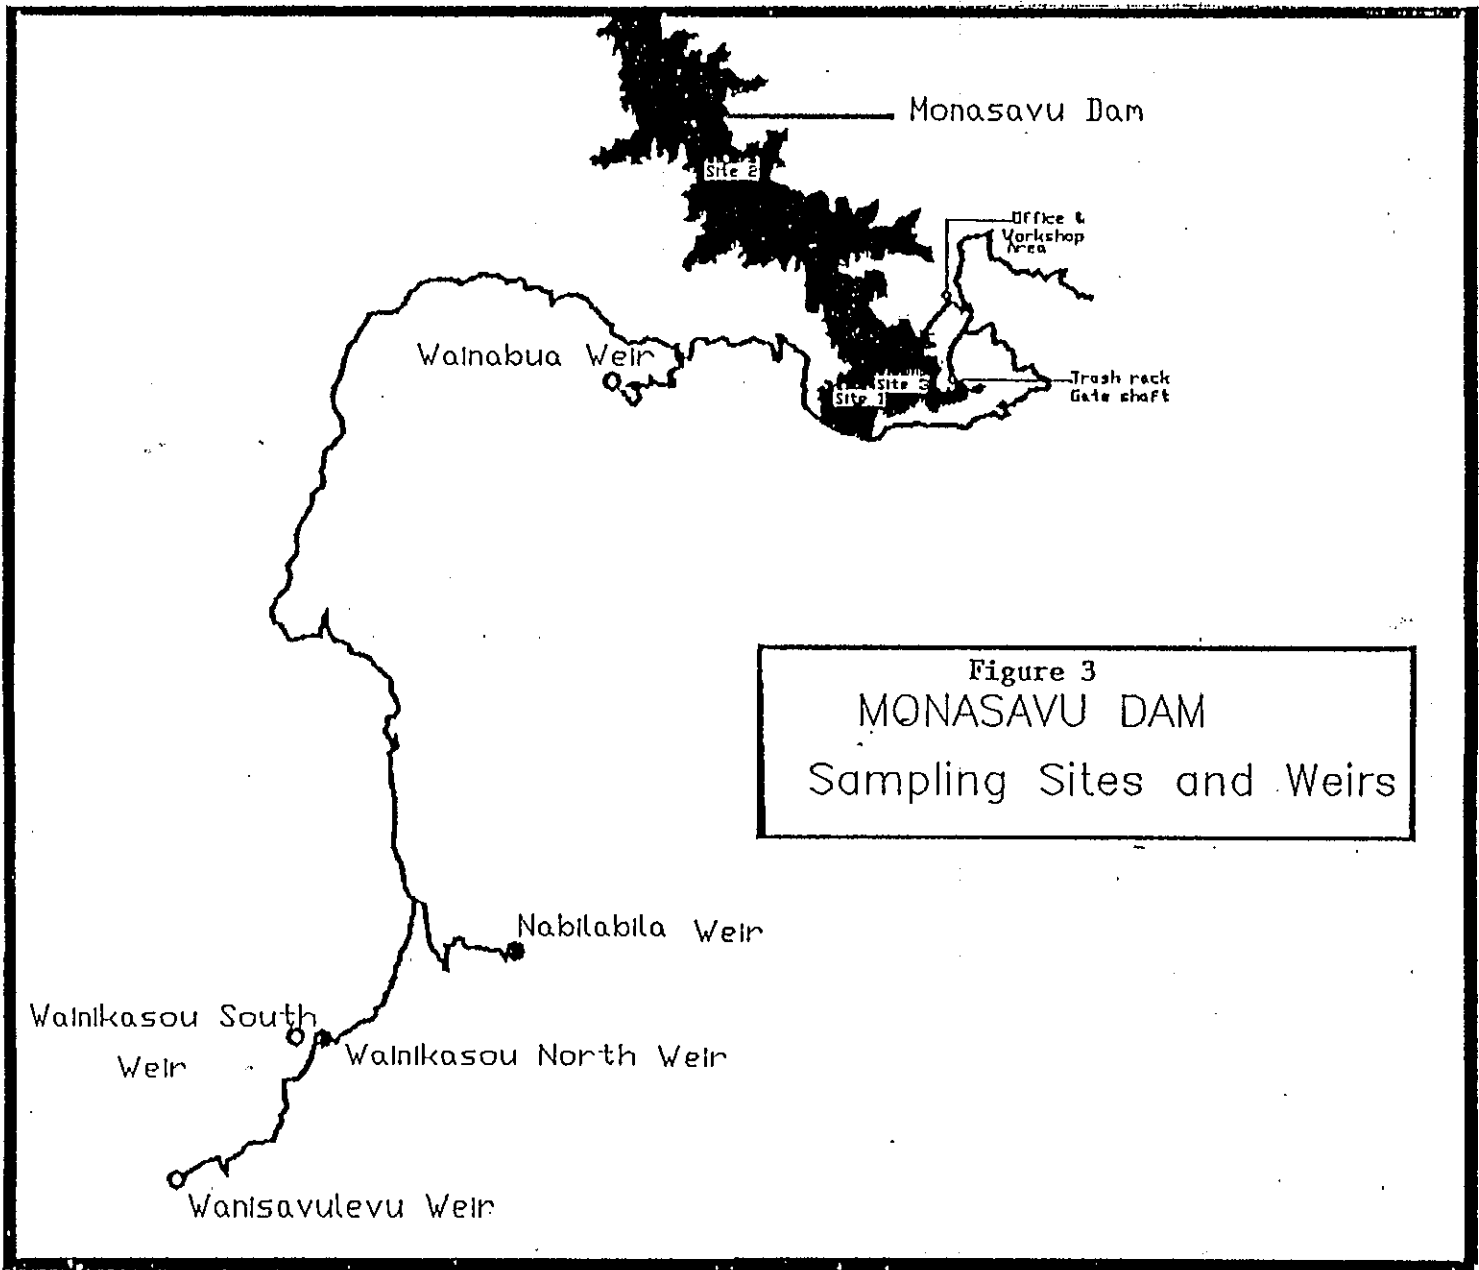 Monasavu Dam
Site 2
Office &
Workshop
Area
Wainabua Weir
Site 3
Site 1
Trash rack
Gate shaft
Figure 3
MONASAVU DAM
Sampling Sites and Weirs
Nabilabila Weir
Wainikasou South
Weir
Wainikasou North Weir
Wanisavulevu Weir